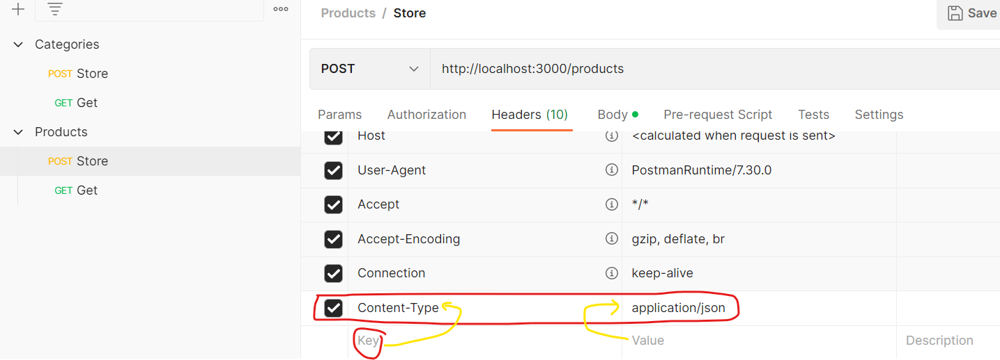 Products / Store
Save
Categories
POST Store
GET Get
Products
POST Store
GET Get
POST
http://localhost:3000/products
Params Authorization Headers (10) Body Pre-request Script Tests Settings
Host <calculated when request is sent>
User-Agent PostmanRuntime/7.30.0
Accept */*
Accept-Encoding gzip, deflate, br
Connection keep-alive
Content-Type application/json
Key Value Description